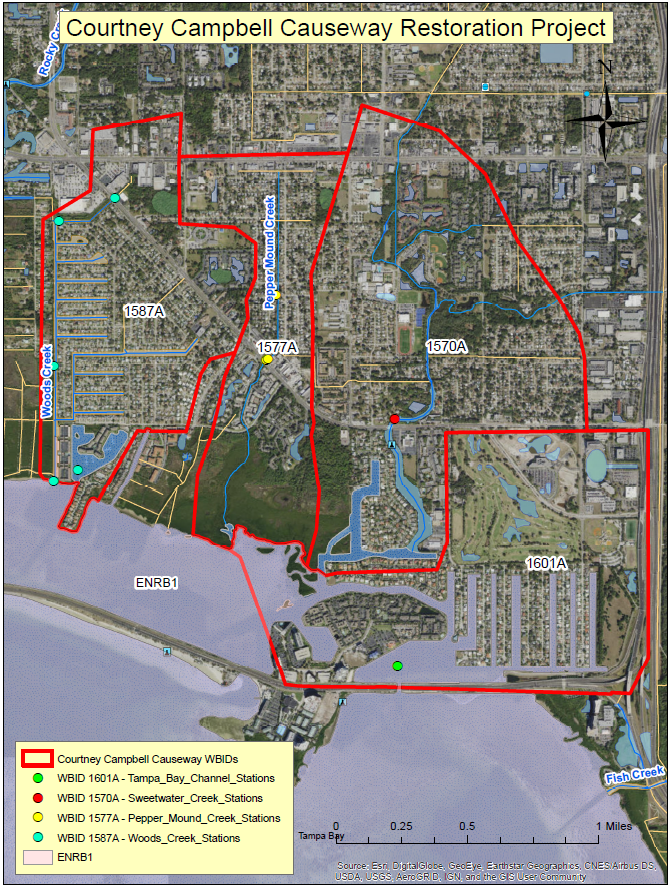 Courtney Campbell Causeway Restoration Project
Rocky Creek
N
Pepper Mound Creek
1587A
1577A
1570A
Woods Creek
1601A
ENRB1
Courtney Campbell Causeway WBIDs
WBID 1601A - Tampa_Bay_Channel_Stations
WBID 1570A - Sweetwater_Creek_Stations
WBID 1577A - Pepper_Mound_Creek_Stations
WBID 1587A - Woods_Creek_Stations
ENRB1
Fish Creek
Tampa Bay
0 0.25 0.5 1 Miles
Source: Esri, DigitalGlobe, GeoEye, Earthstar Geographics, CNES/Airbus DS,
USDA, USGS, AeroGRID, IGN, and the GIS User Community